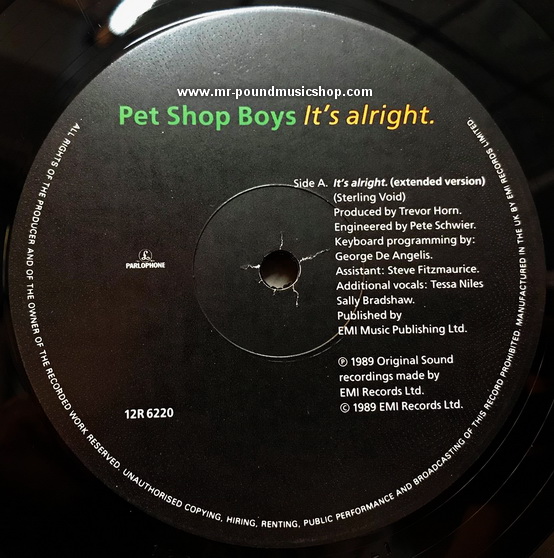 www.mr-poundmusicshop.com
Pet Shop Boys It's alright.
Side A. It's alright. (extended version)
(Sterling Void)
Produced by Trevor Horn.
Engineered by Pete Schwier.
Keyboard programming by:
George De Angelis.
Assistant: Steve Fitzmaurice.
Additional vocals: Tessa Niles
Sally Bradshaw.
Published by
EMI Music Publishing Ltd.
PARLOPHONE
℗ 1989 Original Sound
recordings made by
EMI Records Ltd.
© 1989 EMI Records Ltd.
12R 6220
ALL RIGHTS OF THE PRODUCER AND OF THE OWNER OF THE RECORDED WORK RESERVED. UNAUTHORISED COPYING, HIRING, RENTING, PUBLIC PERFORMANCE AND BROADCASTING OF THIS RECORD PROHIBITED. MANUFACTURED IN THE UK BY EMI RECORDS LIMITED.